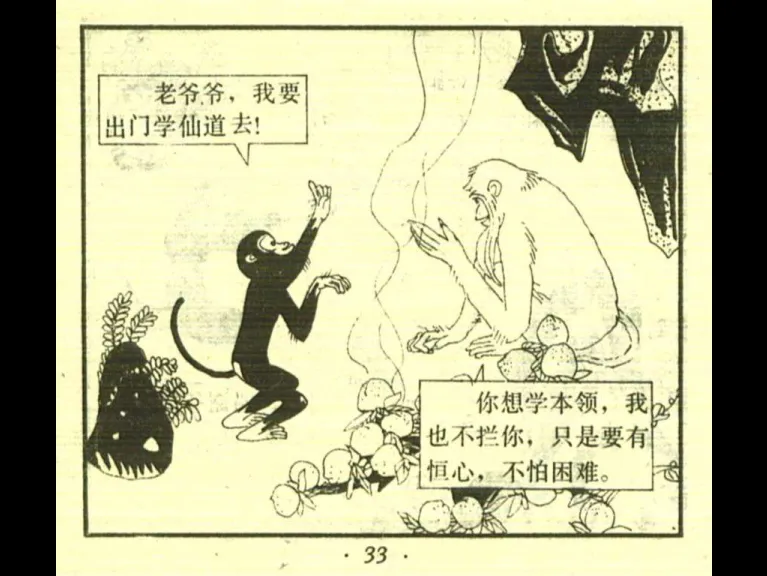 老爷爷，我要
出门学仙道去！
你想学本领，我
也不拦你，只是要有
恒心，不怕困难。
· 33 ·